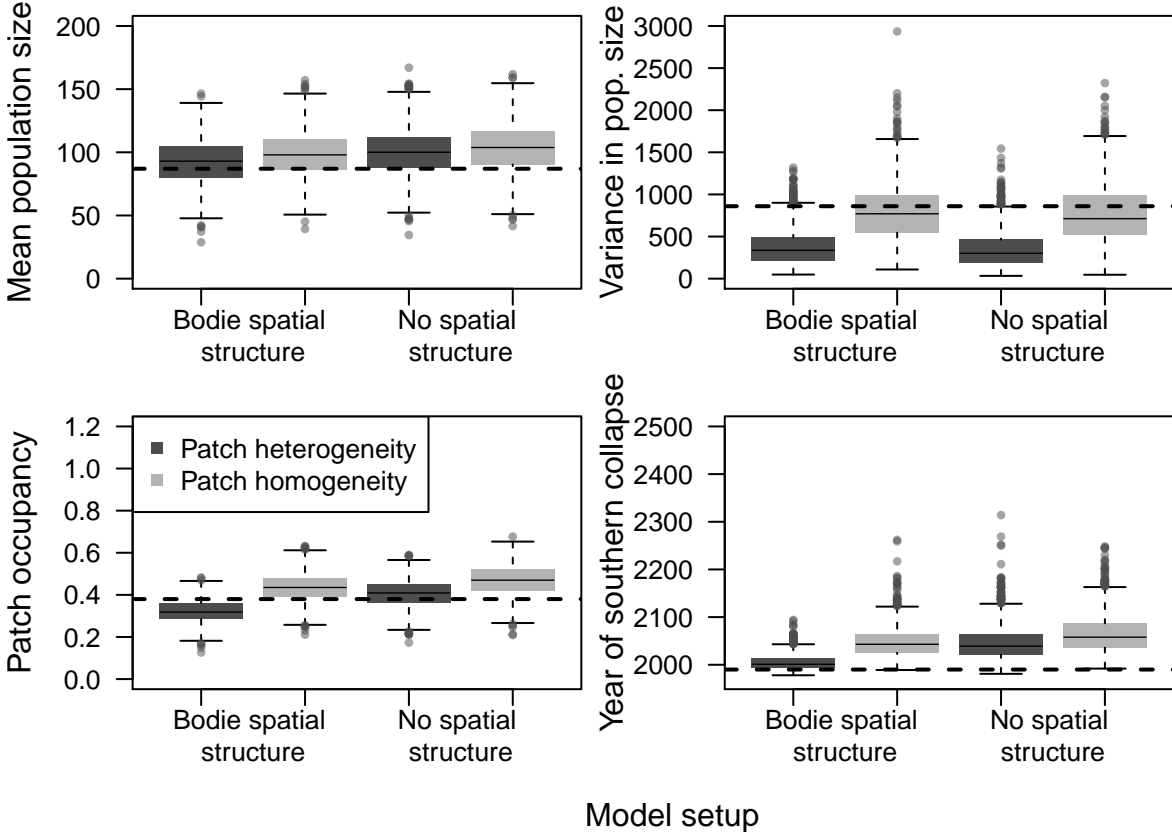 Mean population size
200
150
100
50
0
Bodie spatial
structure
No spatial
structure
Variance in pop. size
3000
2500
2000
1500
1000
500
0
Bodie spatial
structure
No spatial
structure
Patch occupancy
1.2
1.0
0.8
0.6
0.4
0.2
0.0
Patch heterogeneity
Patch homogeneity
Bodie spatial
structure
No spatial
structure
Year of southern collapse
2500
2400
2300
2200
2100
2000
Bodie spatial
structure
No spatial
structure
Model setup